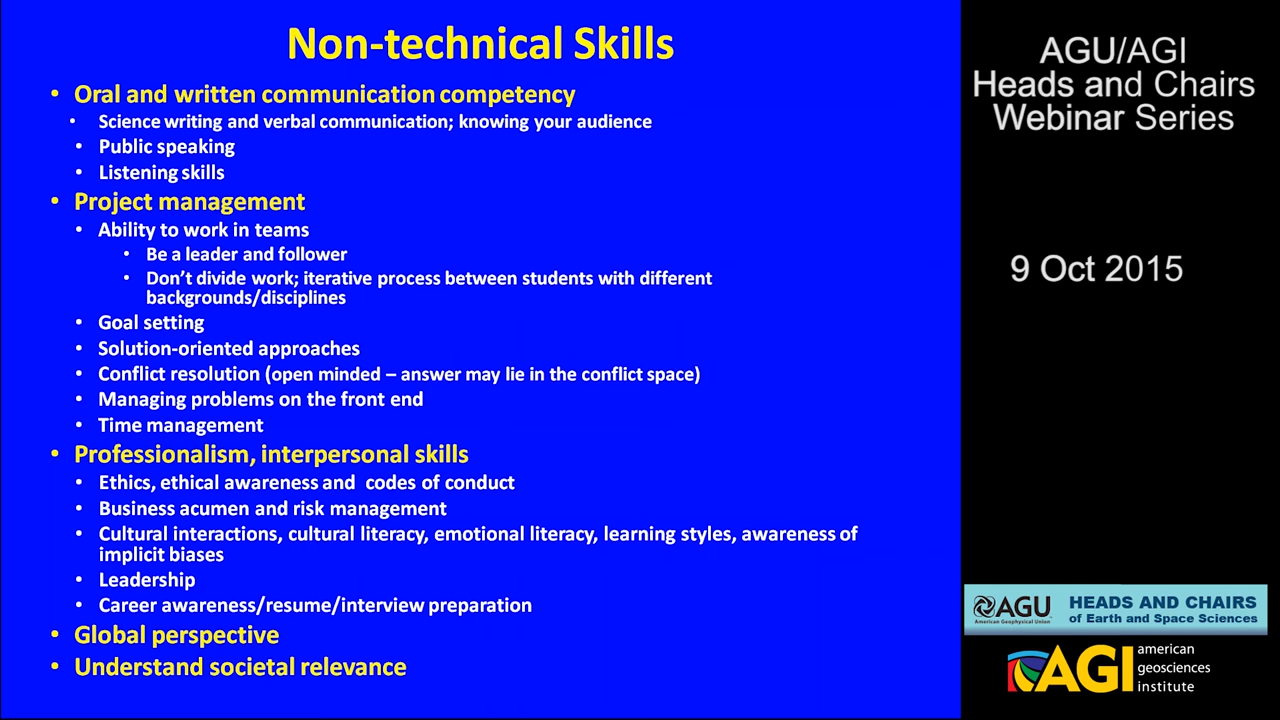 Non-technical Skills
• Oral and written communication competency
• Science writing and verbal communication; knowing your audience
• Public speaking
• Listening skills
• Project management
• Ability to work in teams
• Be a leader and follower
• Don't divide work; iterative process between students with different
backgrounds/disciplines
• Goal setting
• Solution-oriented approaches
• Conflict resolution (open minded – answer may lie in the conflict space)
• Managing problems on the front end
• Time management
• Professionalism, interpersonal skills
• Ethics, ethical awareness and  codes of conduct
• Business acumen and risk management
• Cultural interactions, cultural literacy, emotional literacy, learning styles, awareness of
implicit biases
• Leadership
• Career awareness/resume/interview preparation
• Global perspective
• Understand societal relevance
AGU/AGI
Heads and Chairs
Webinar Series
9 Oct 2015
AGU
American Geophysical Union
HEADS AND CHAIRS
of Earth and Space Sciences
AGI
american
geosciences
institute